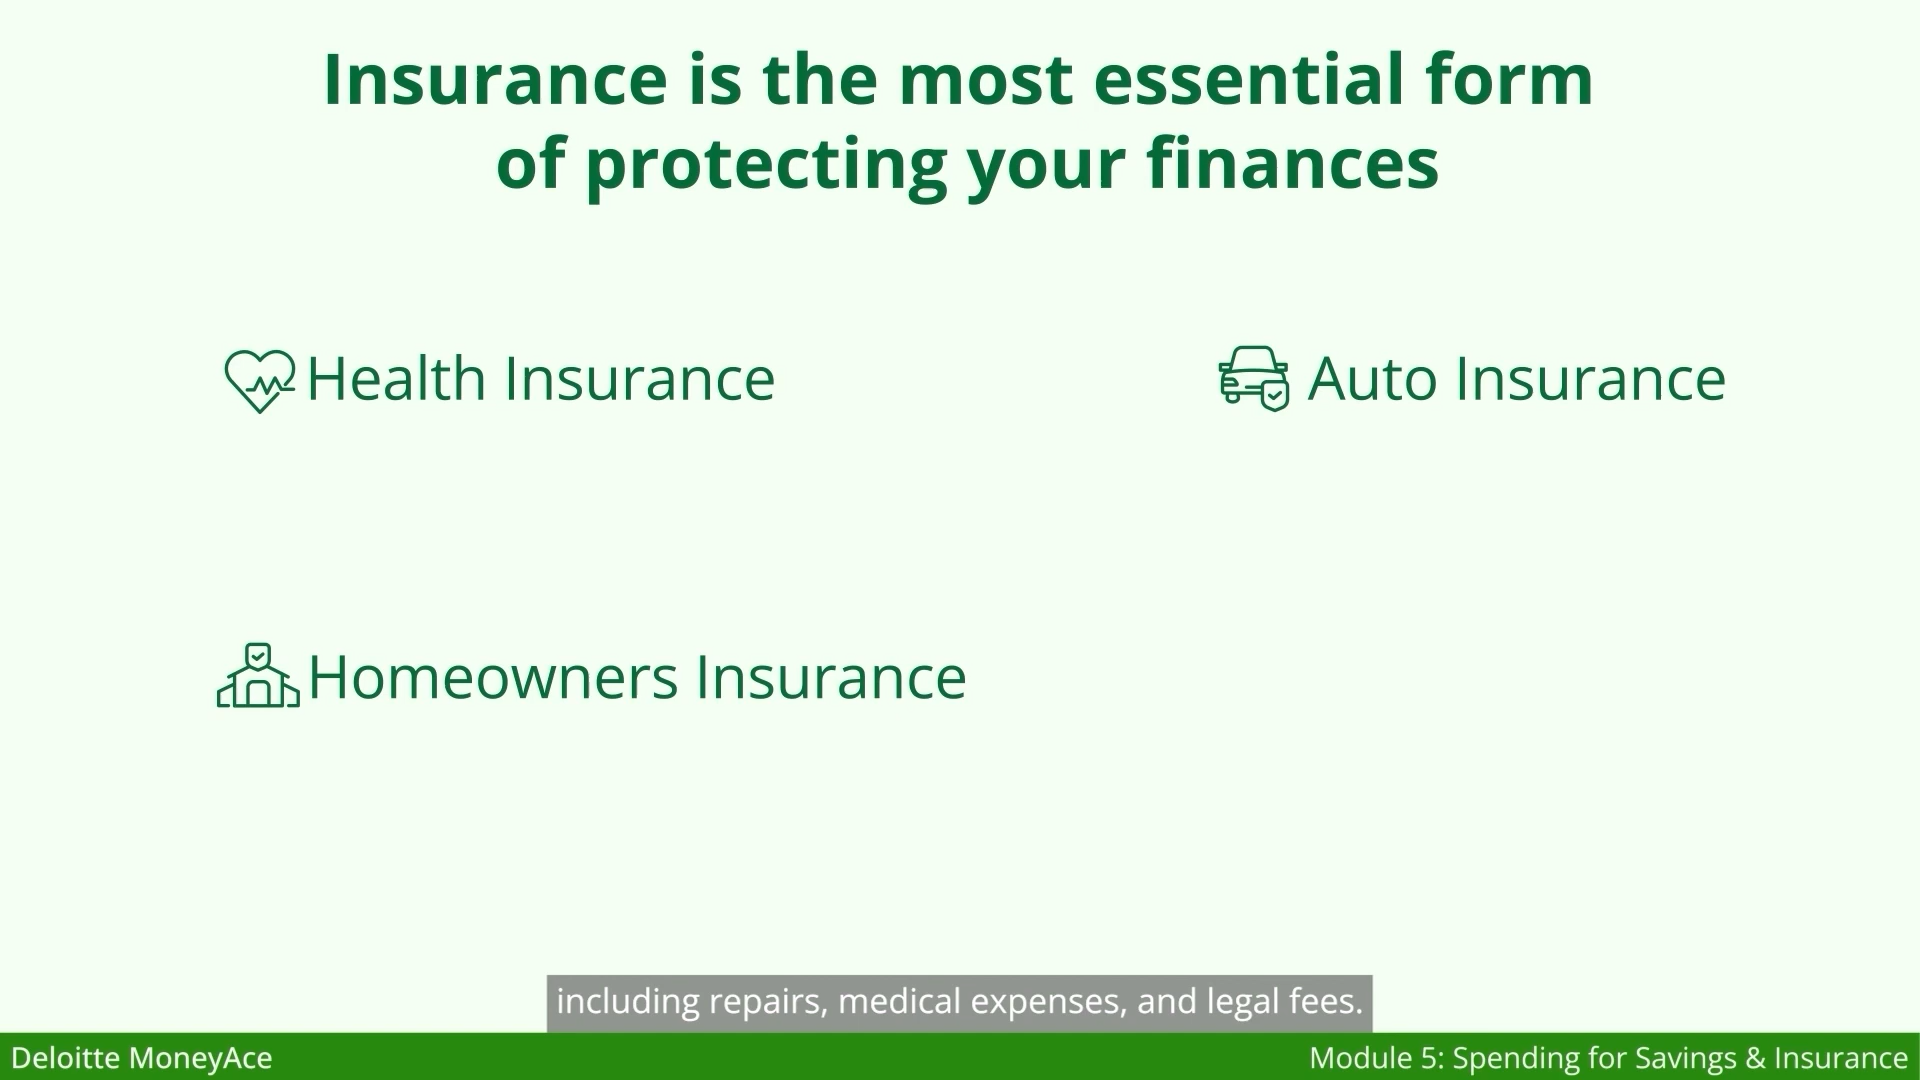 Insurance is the most essential form
of protecting your finances
Health Insurance
Auto Insurance
Homeowners Insurance
including repairs, medical expenses, and legal fees.
Deloitte MoneyAce
Module 5: Spending for Savings & Insurance